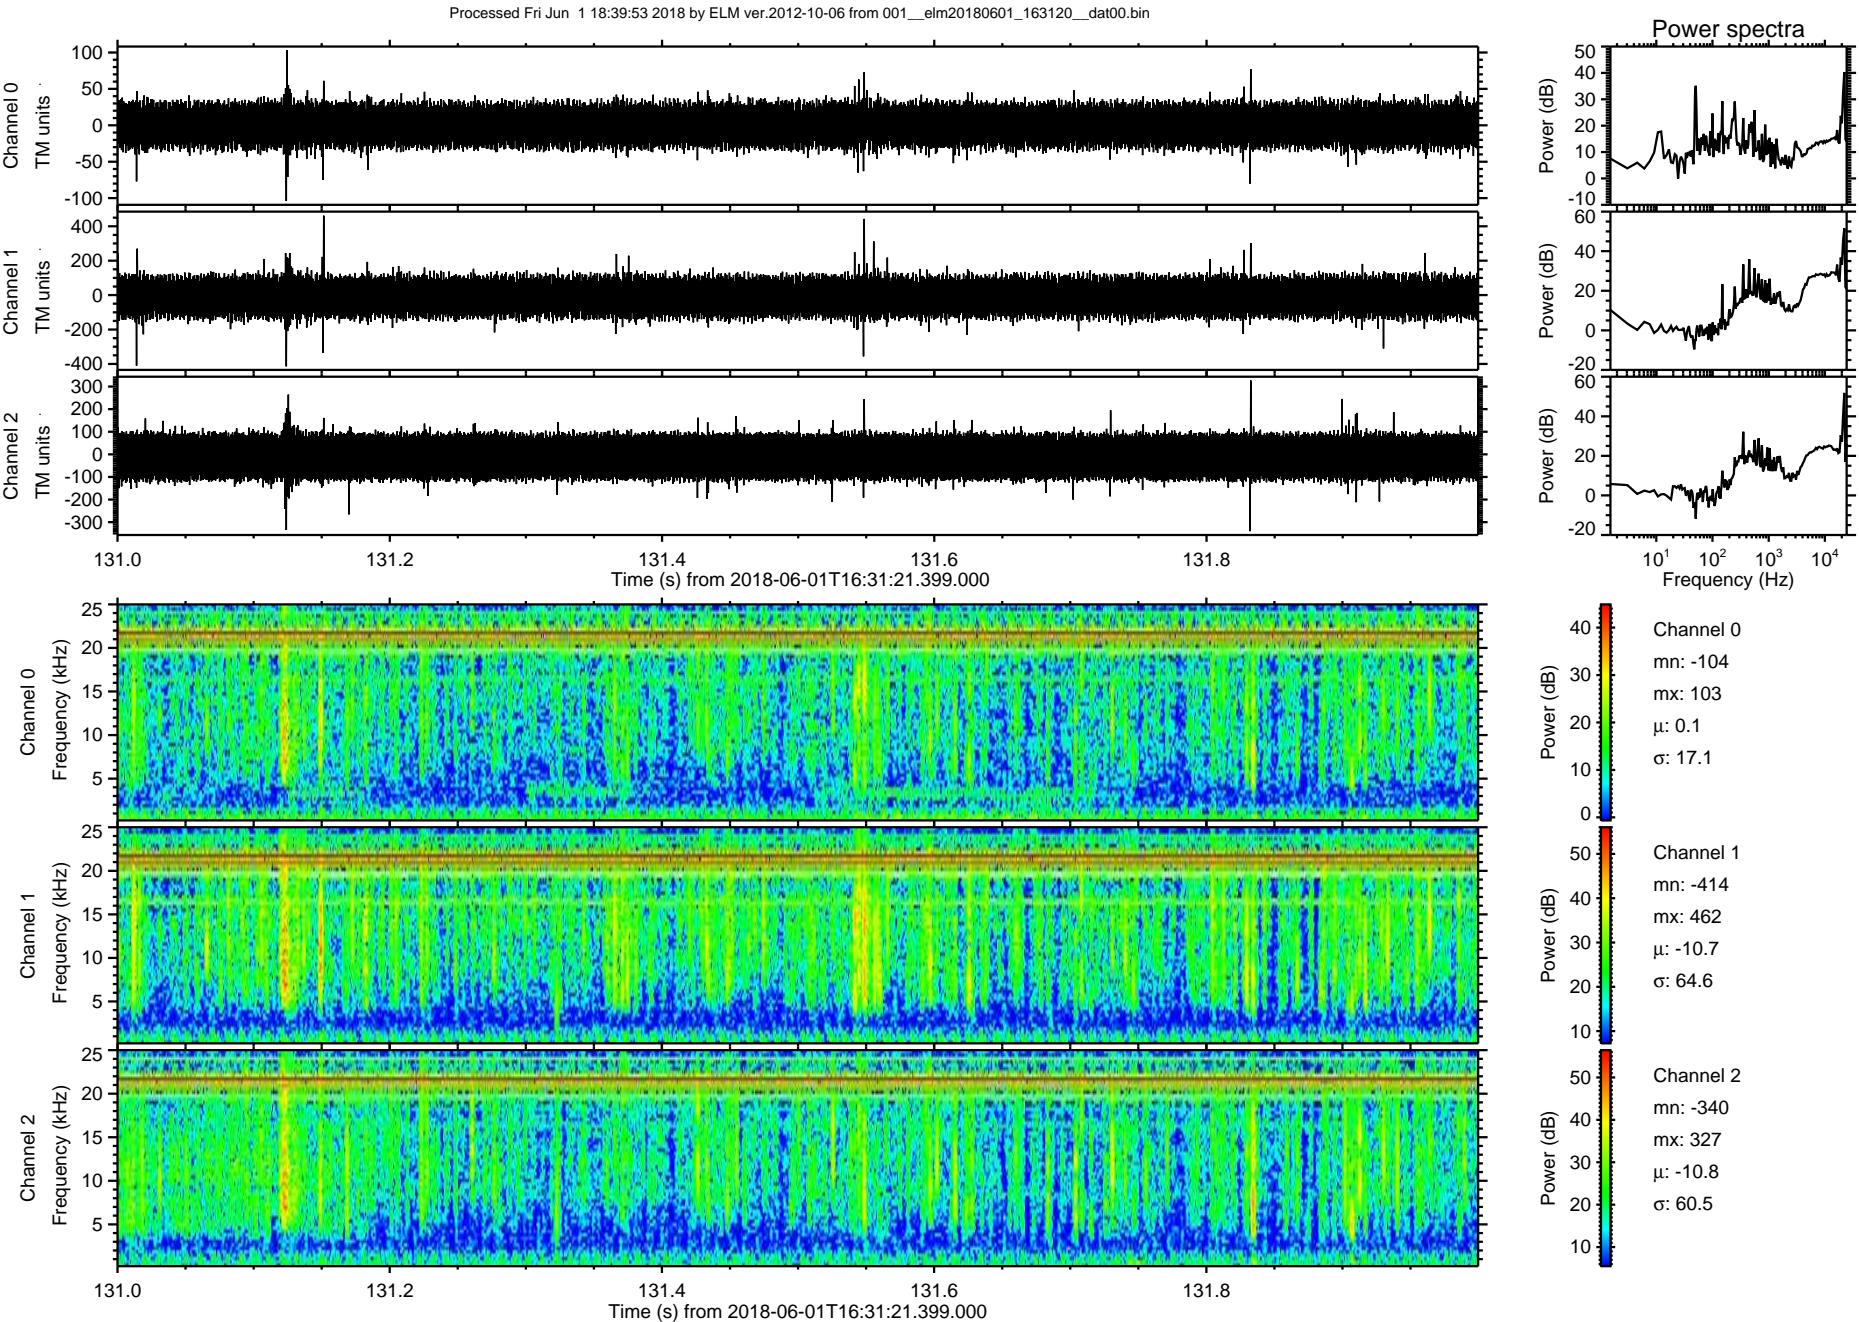 Processed Fri Jun  1 18:39:53 2018 by ELM ver.2012-10-06 from 001__elm20180601_163120__dat00.bin
Power spectra
Channel 0
TM units
100
50
0
-50
-100
Power (dB)
50
40
30
20
10
0
-10
Channel 1
TM units
400
200
0
-200
-400
Power (dB)
60
40
20
0
-20
Channel 2
TM units
300
200
100
0
-100
-200
-300
Power (dB)
60
40
20
0
-20
131.0 131.2 131.4 131.6 131.8
Time (s) from 2018-06-01T16:31:21.399.000
10¹ 10² 10³ 10⁴
Frequency (Hz)
Channel 0
Frequency (kHz)
25
20
15
10
5
Power (dB)
40
30
20
10
0
Channel 0
mn: -104
mx: 103
μ: 0.1
σ: 17.1
Channel 1
Frequency (kHz)
25
20
15
10
5
Power (dB)
50
40
30
20
10
Channel 1
mn: -414
mx: 462
μ: -10.7
σ: 64.6
Channel 2
Frequency (kHz)
25
20
15
10
5
Power (dB)
50
40
30
20
10
Channel 2
mn: -340
mx: 327
μ: -10.8
σ: 60.5
131.0 131.2 131.4 131.6 131.8
Time (s) from 2018-06-01T16:31:21.399.000